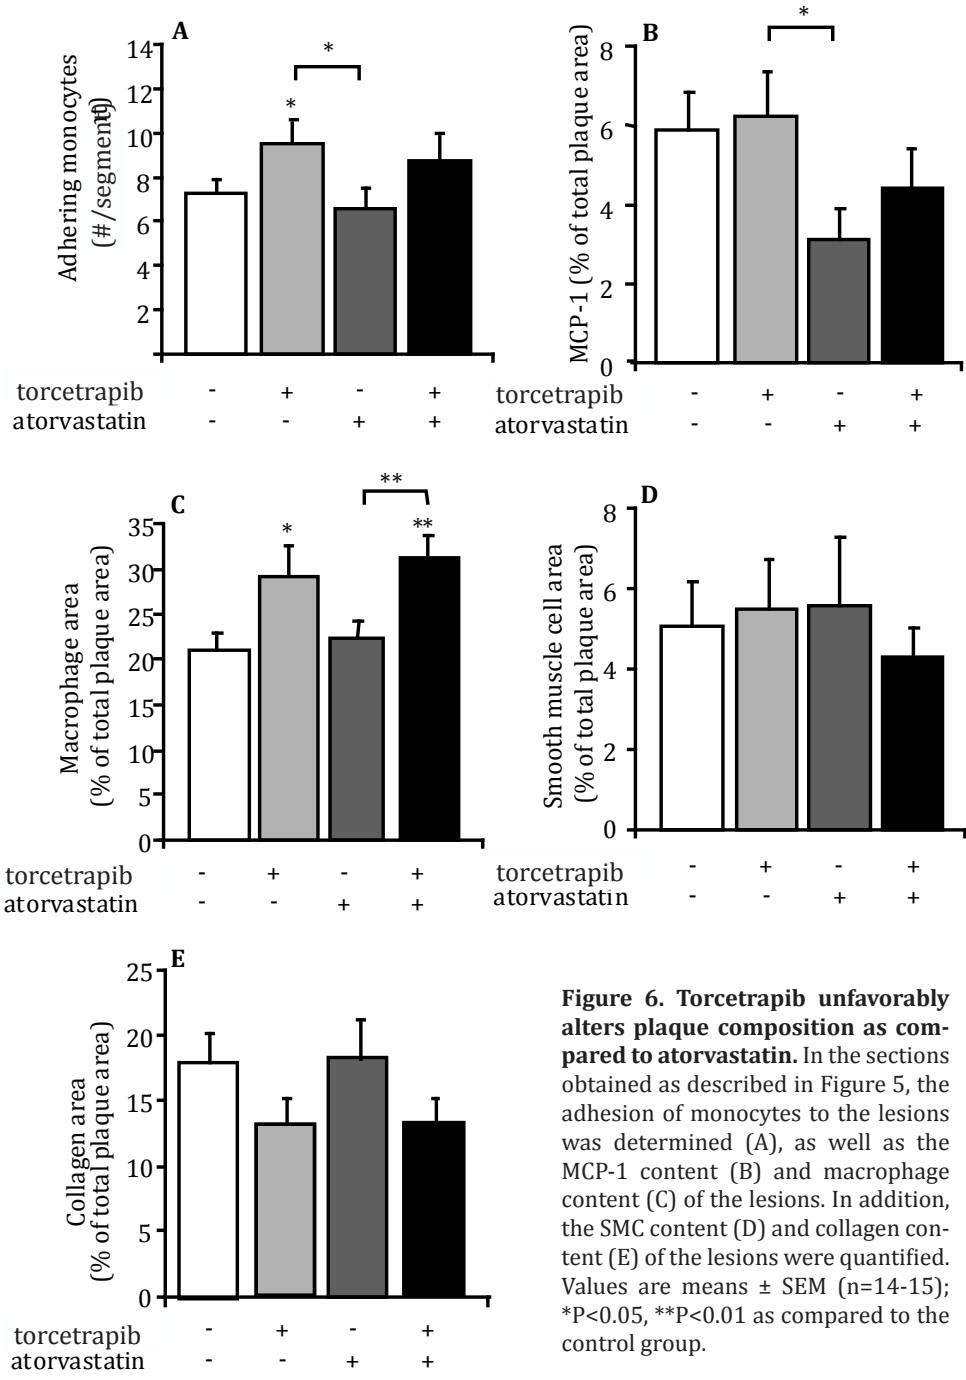 A
*
*
Adhering monocytes
(#/segment)
14
12
10
8
6
4
2
torcetrapib - + - +
atorvastatin - - + +
B
*
MCP-1 (% of total plaque area)
8
6
4
2
0
torcetrapib - + - +
atorvastatin - - + +
C
**
*
**
Macrophage area
(% of total plaque area)
35
30
25
20
15
10
5
0
torcetrapib - + - +
atorvastatin - - + +
D
Smooth muscle cell area
(% of total plaque area)
8
6
4
2
0
torcetrapib - + - +
atorvastatin - - + +
E
Collagen area
(% of total plaque area)
25
20
15
10
5
0
torcetrapib - + - +
atorvastatin - - + +
Figure 6. Torcetrapib unfavorably
alters plaque composition as com-
pared to atorvastatin. In the sections
obtained as described in Figure 5, the
adhesion of monocytes to the lesions
was determined (A), as well as the
MCP-1 content (B) and macrophage
content (C) of the lesions. In addition,
the SMC content (D) and collagen con-
tent (E) of the lesions were quantified.
Values are means ± SEM (n=14-15);
*P<0.05, **P<0.01 as compared to the
control group.